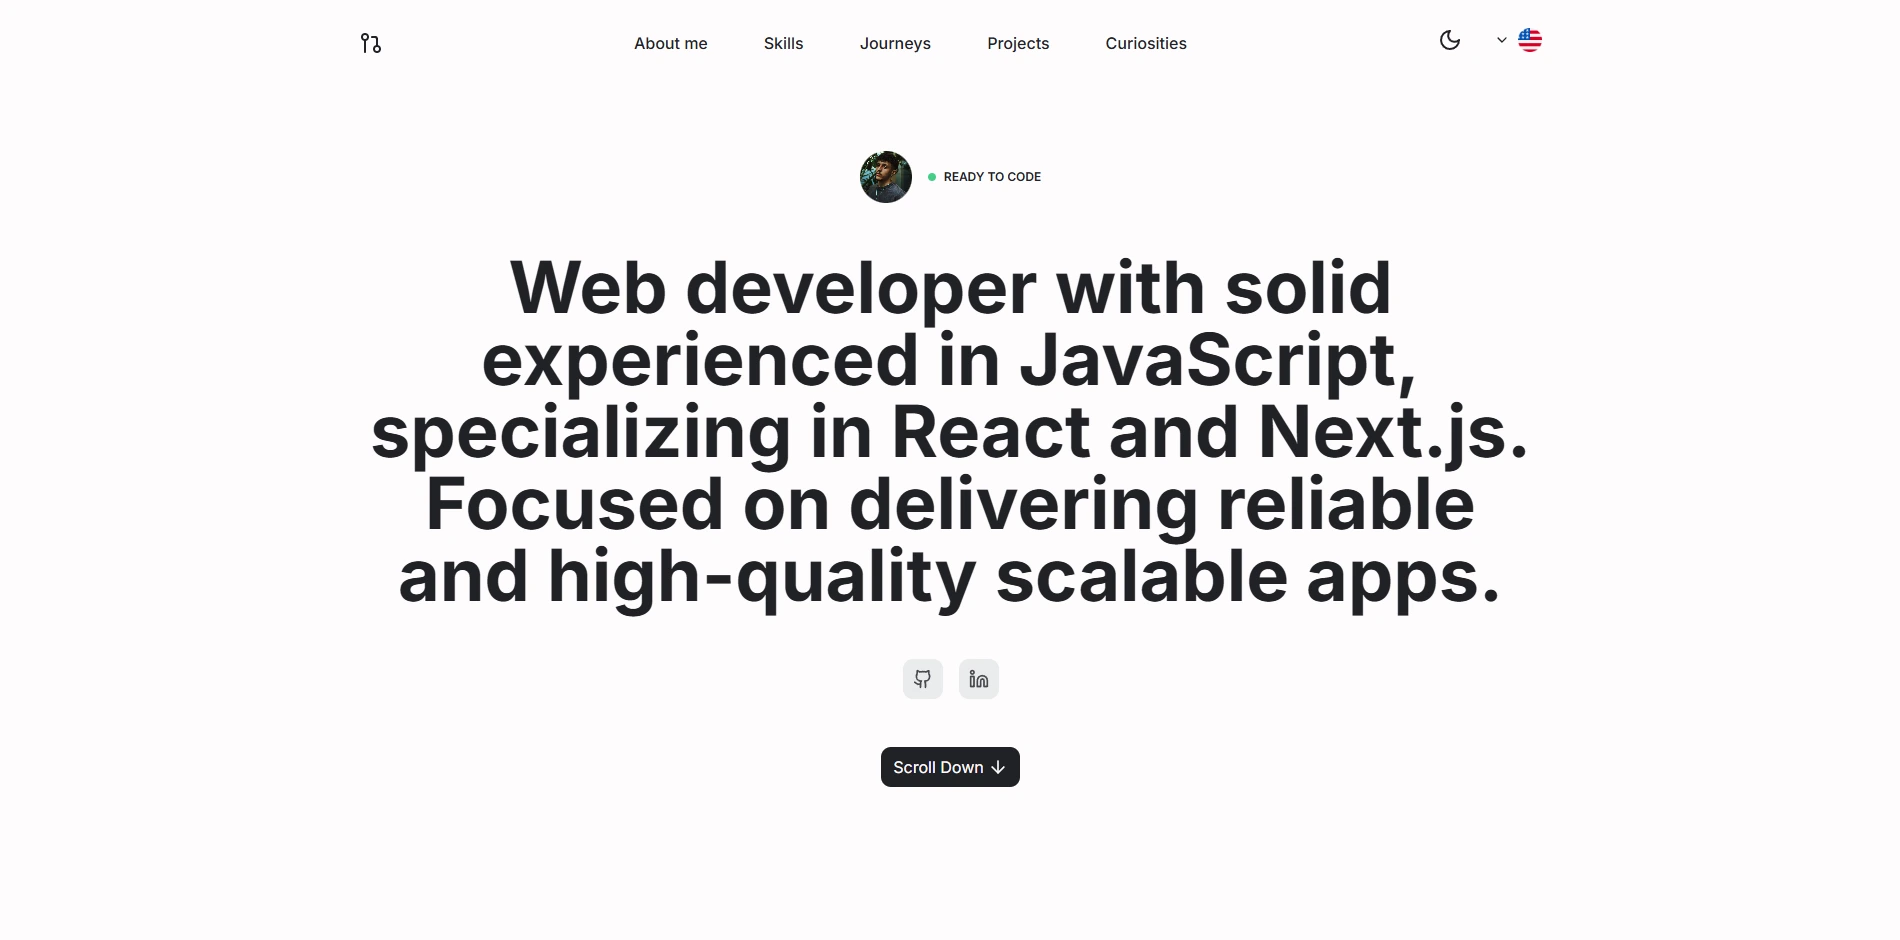 About me Skills Journeys Projects Curiosities
READY TO CODE
Web developer with solid
experienced in JavaScript,
specializing in React and Next.js.
Focused on delivering reliable
and high-quality scalable apps.
Scroll Down